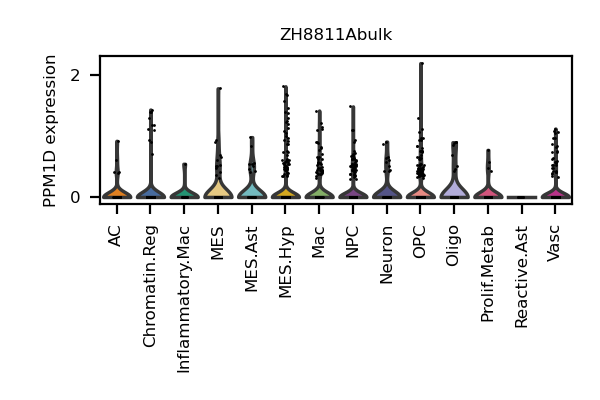 ZH8811Abulk
PPM1D expression
2
0
AC
Chromatin.Reg
Inflammatory.Mac
MES
MES.Ast
MES.Hyp
Mac
NPC
Neuron
OPC
Oligo
Prolif.Metab
Reactive.Ast
Vasc